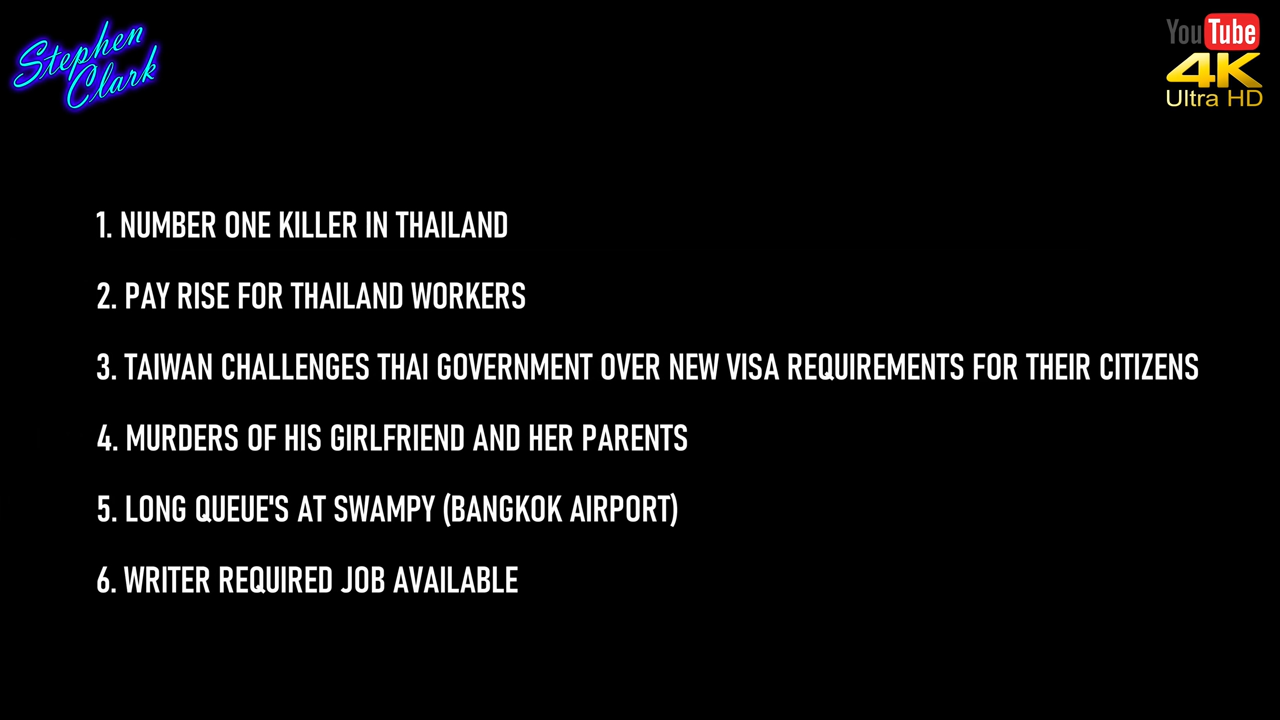 Stephen
Clark
YouTube
4K
Ultra HD
1. NUMBER ONE KILLER IN THAILAND
2. PAY RISE FOR THAILAND WORKERS
3. TAIWAN CHALLENGES THAI GOVERNMENT OVER NEW VISA REQUIREMENTS FOR THEIR CITIZENS
4. MURDERS OF HIS GIRLFRIEND AND HER PARENTS
5. LONG QUEUE'S AT SWAMPY (BANGKOK AIRPORT)
6. WRITER REQUIRED JOB AVAILABLE